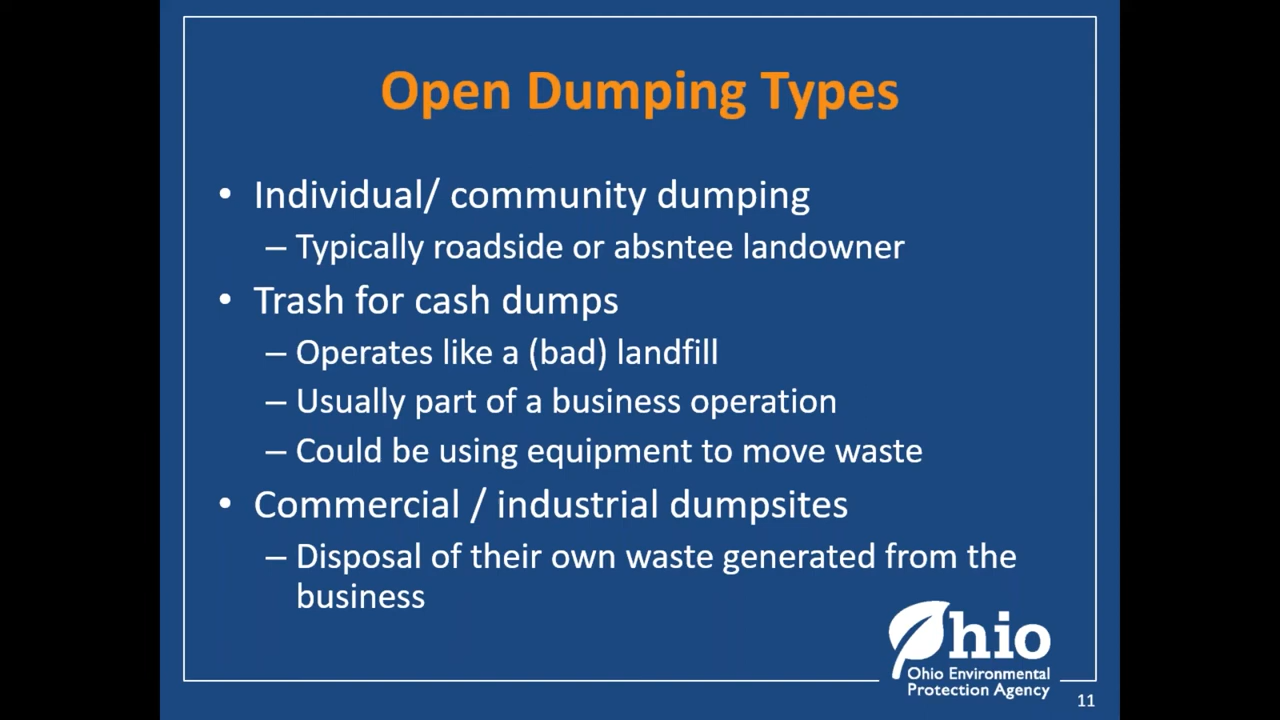 Open Dumping Types
• Individual/ community dumping
– Typically roadside or absntee landowner
• Trash for cash dumps
– Operates like a (bad) landfill
– Usually part of a business operation
– Could be using equipment to move waste
• Commercial / industrial dumpsites
– Disposal of their own waste generated from the
business
Ohio
Ohio Environmental
Protection Agency
11